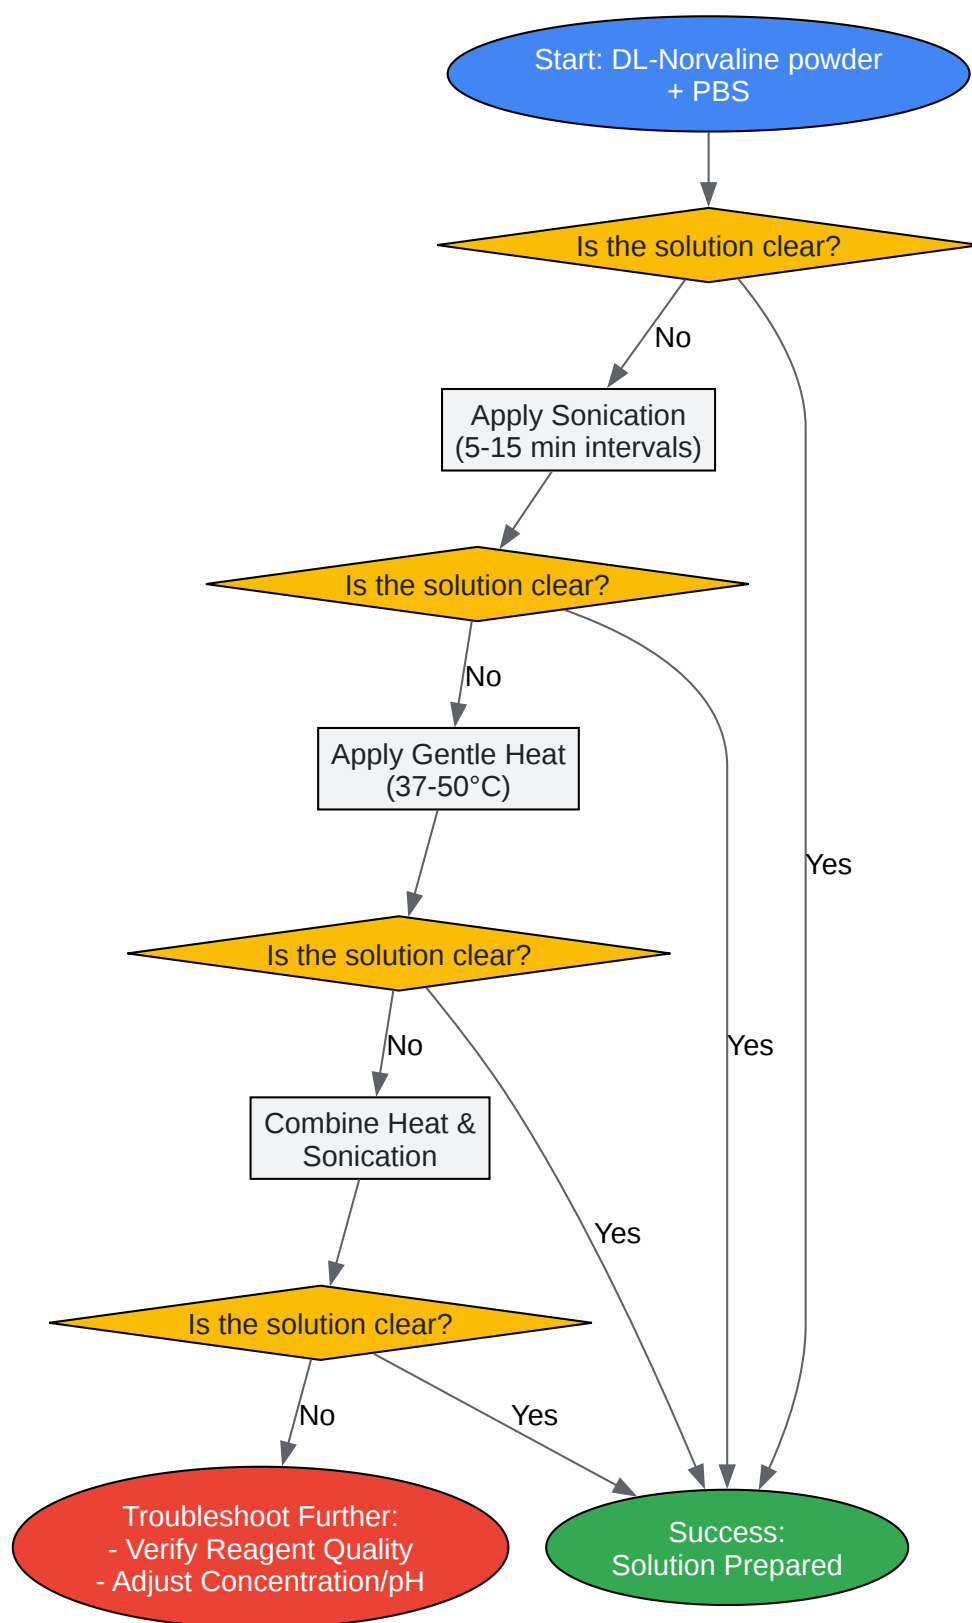 Start: DL-Norvaline powder
+ PBS
Is the solution clear?
No
Apply Sonication
(5-15 min intervals)
Is the solution clear?
No
Apply Gentle Heat
(37-50°C)
Yes
Is the solution clear?
No
Yes
Combine Heat &
Sonication
Yes
Is the solution clear?
No
Yes
Troubleshoot Further:
- Verify Reagent Quality
- Adjust Concentration/pH
Success:
Solution Prepared